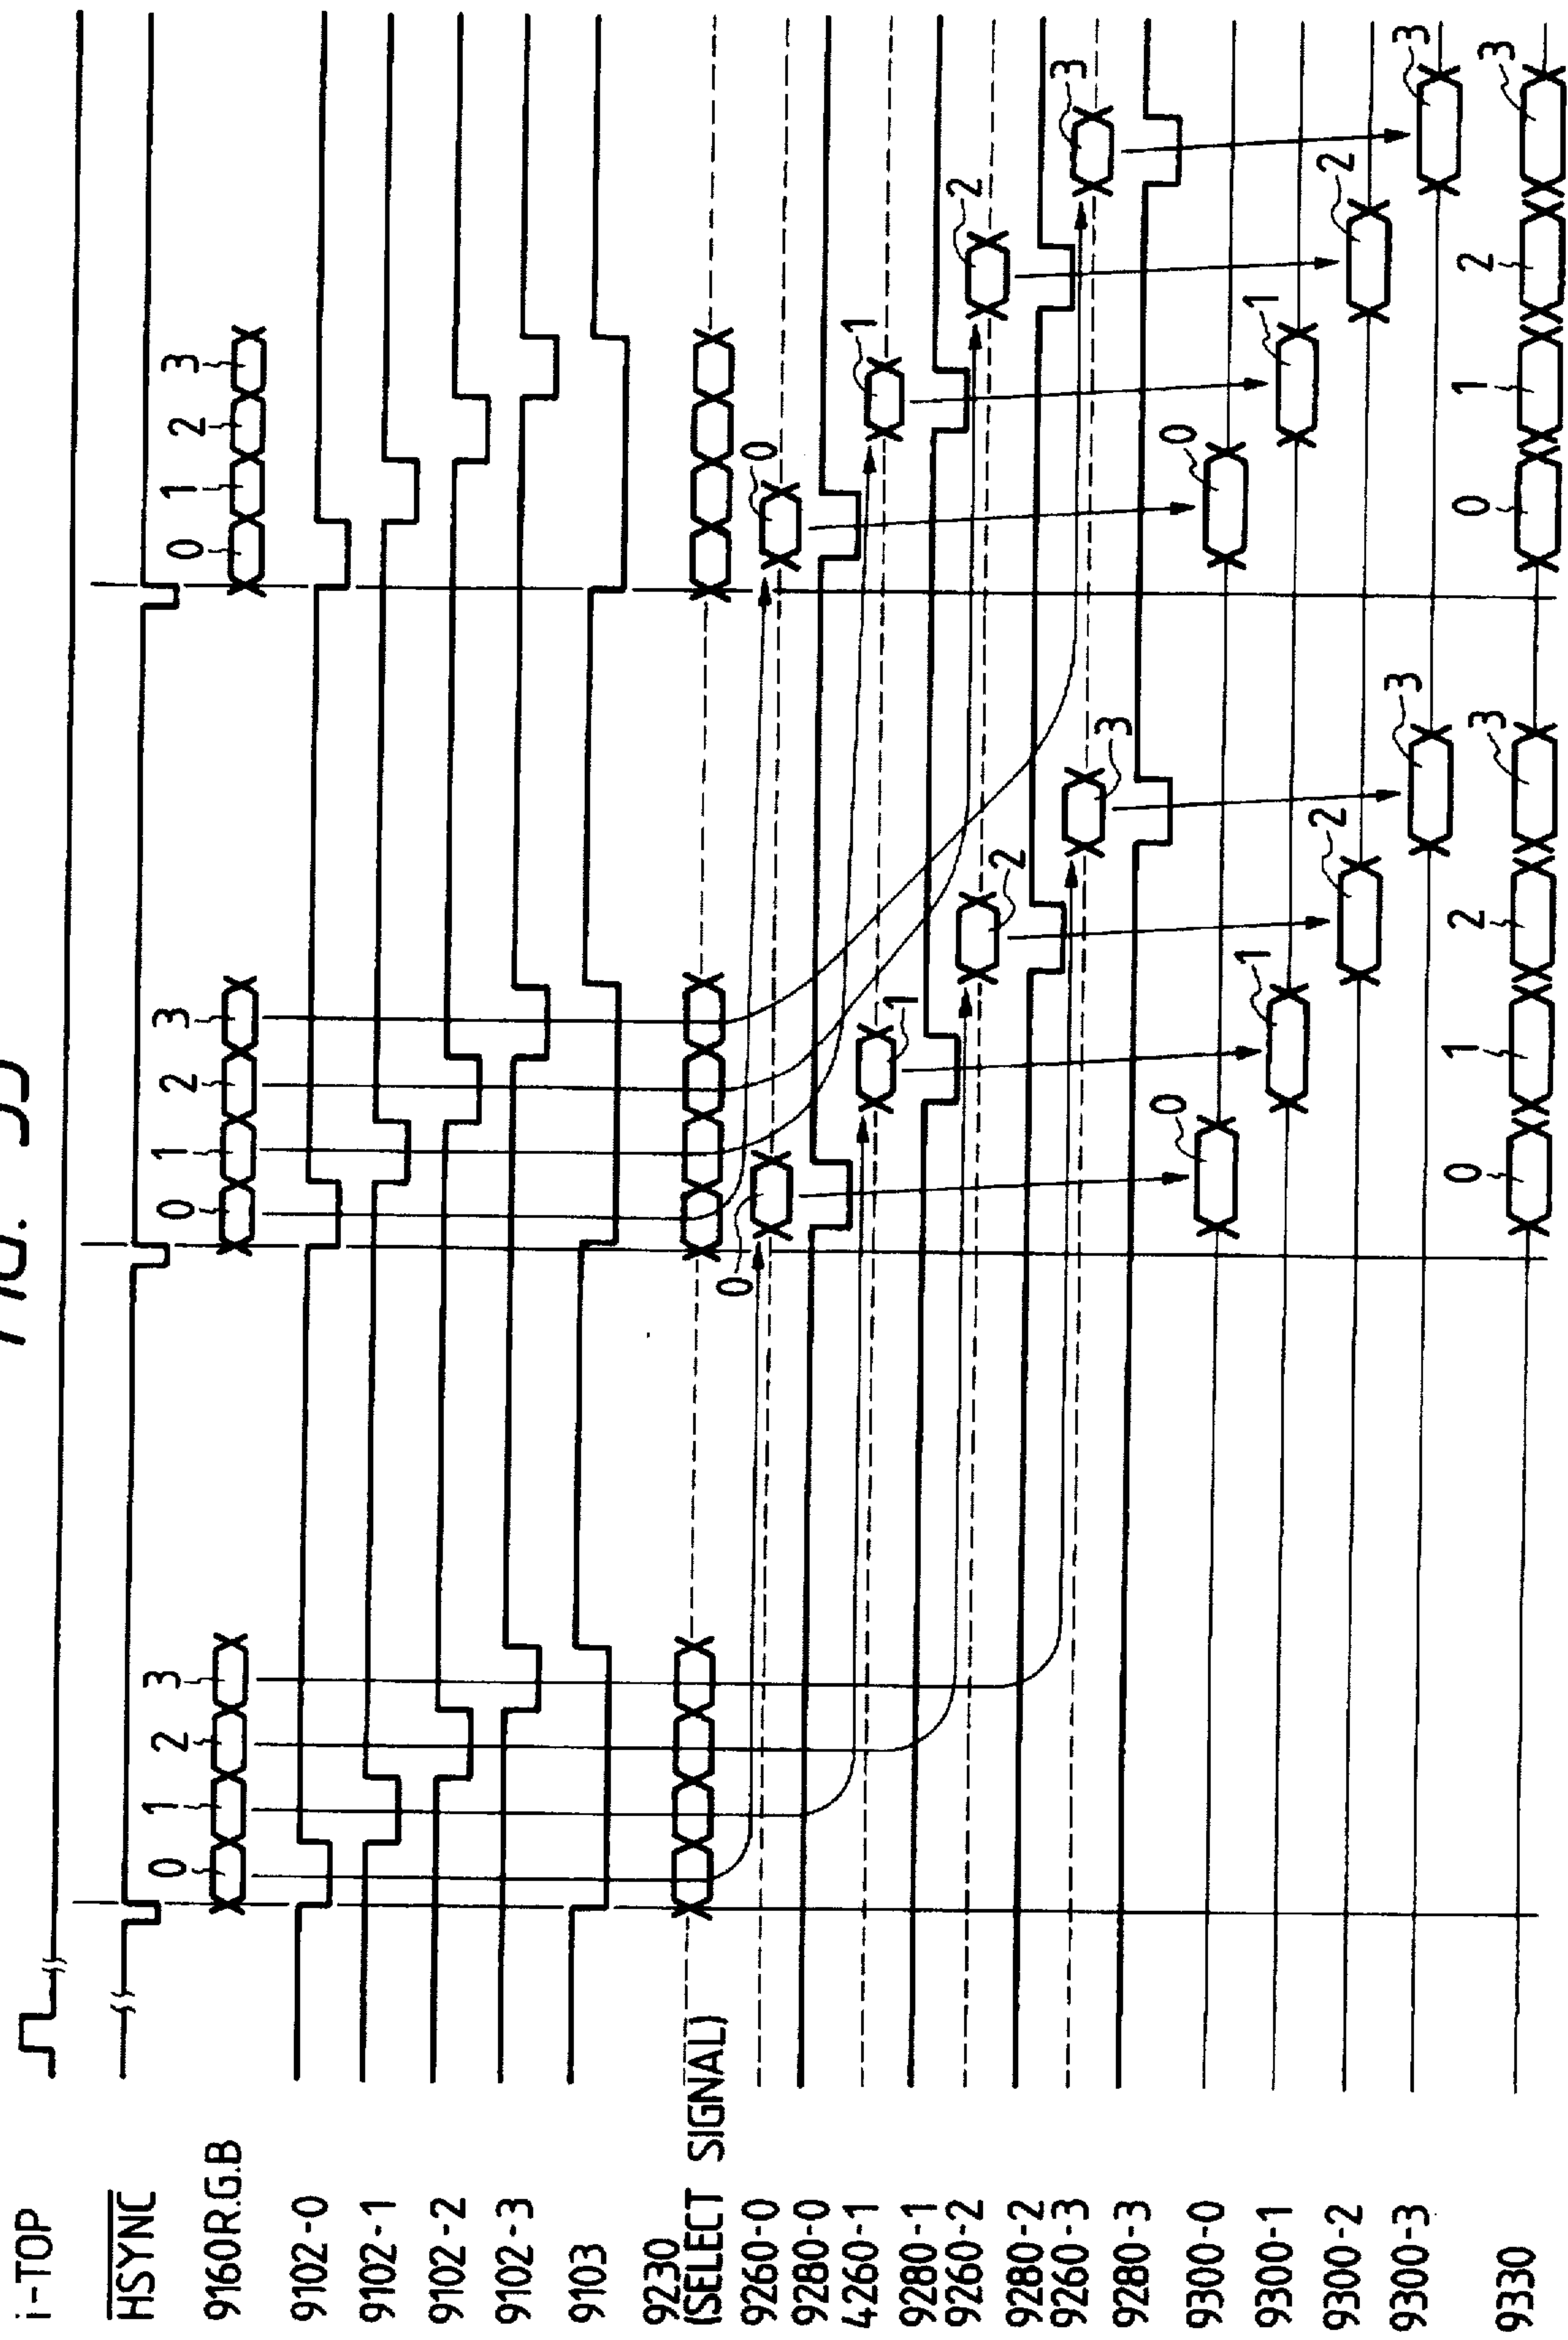 FIG.
i-TOP
HSYNC
9160R.G.B 0 1 2 3 0 1 2 3 0 1 2 3
9102-0
9102-1
9102-2
9102-3
9103
9230
(SELECT SIGNAL)
9260-0 0 0
9280-0
4260-1 1 1
9280-1
9260-2 2 2
9280-2
9260-3 3 3
9280-3
9300-0 0 0
9300-1 1 1
9300-2 2 2
9300-3 3 3
9330 0 1 2 3 0 1 2 3